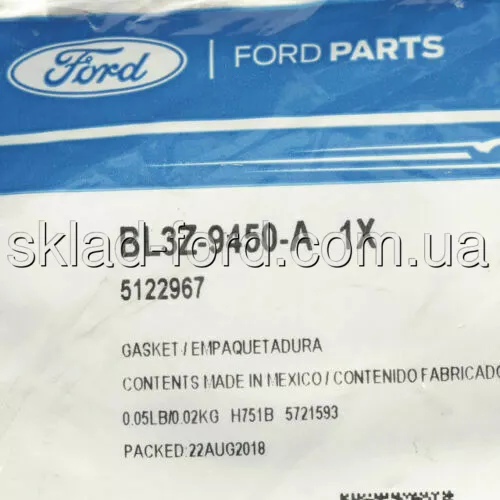 Ford | FORD PARTS
BL3Z-9450-A 1X
sklad-ford.com.ua
5122967
GASKET / EMPAQUETADURA
CONTENTS MADE IN MEXICO / CONTENIDO FABRICADO
0.05LB/0.02KG H751B 5721593
PACKED: 22AUG2018